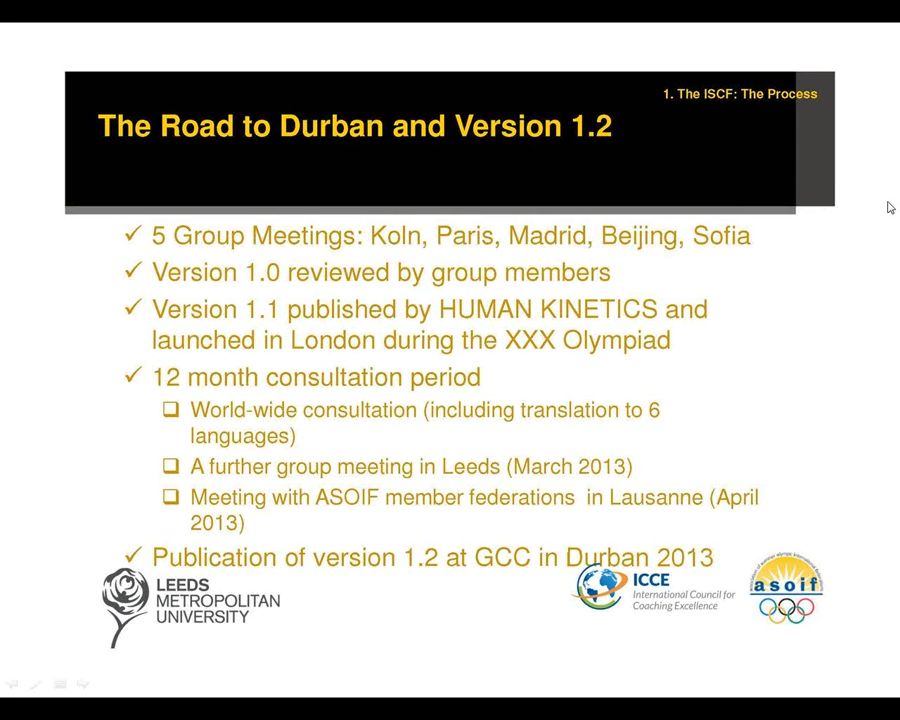 1. The ISCF: The Process
The Road to Durban and Version 1.2
5 Group Meetings: Koln, Paris, Madrid, Beijing, Sofia
Version 1.0 reviewed by group members
Version 1.1 published by HUMAN KINETICS and
launched in London during the XXX Olympiad
12 month consultation period
World-wide consultation (including translation to 6
languages)
A further group meeting in Leeds (March 2013)
Meeting with ASOIF member federations in Lausanne (April
2013)
Publication of version 1.2 at GCC in Durban 2013
LEEDS
METROPOLITAN
UNIVERSITY
ICCE
International Council for
Coaching Excellence
asoif